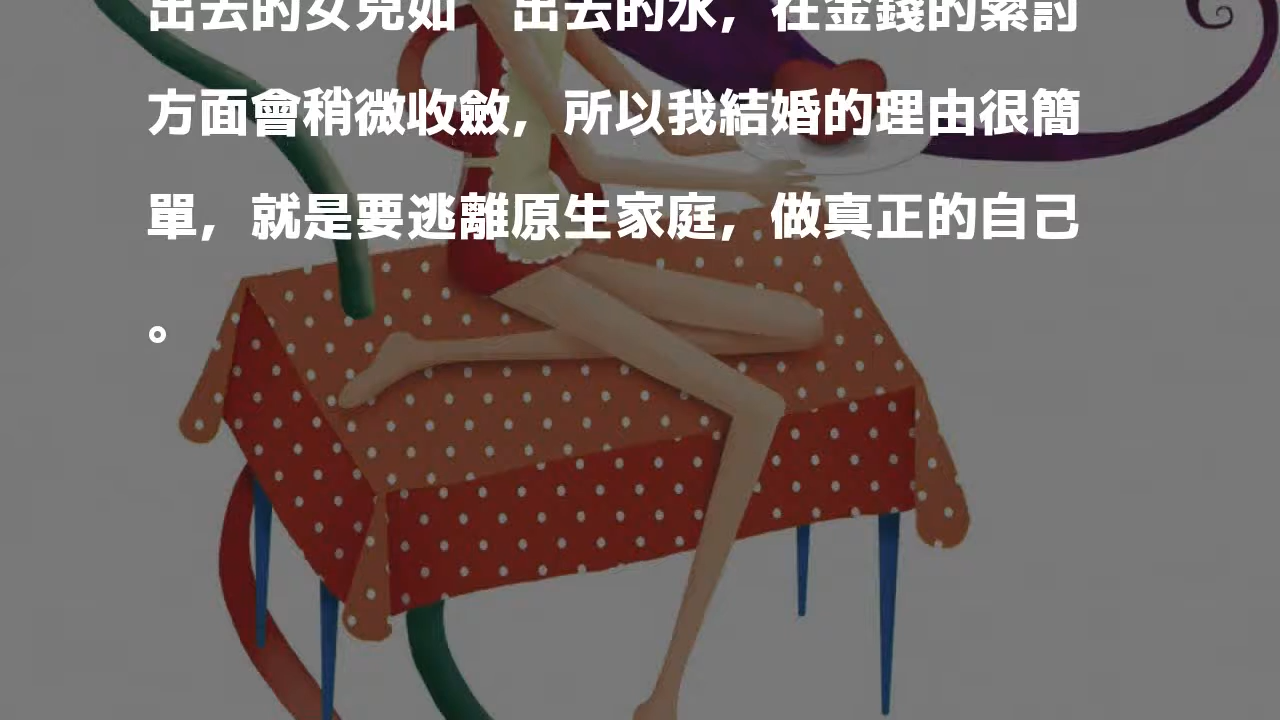 出去的女兒如 出去的水，在金錢的索討
方面會稍微收斂，所以我結婚的理由很簡
單，就是要逃離原生家庭，做真正的自己
。